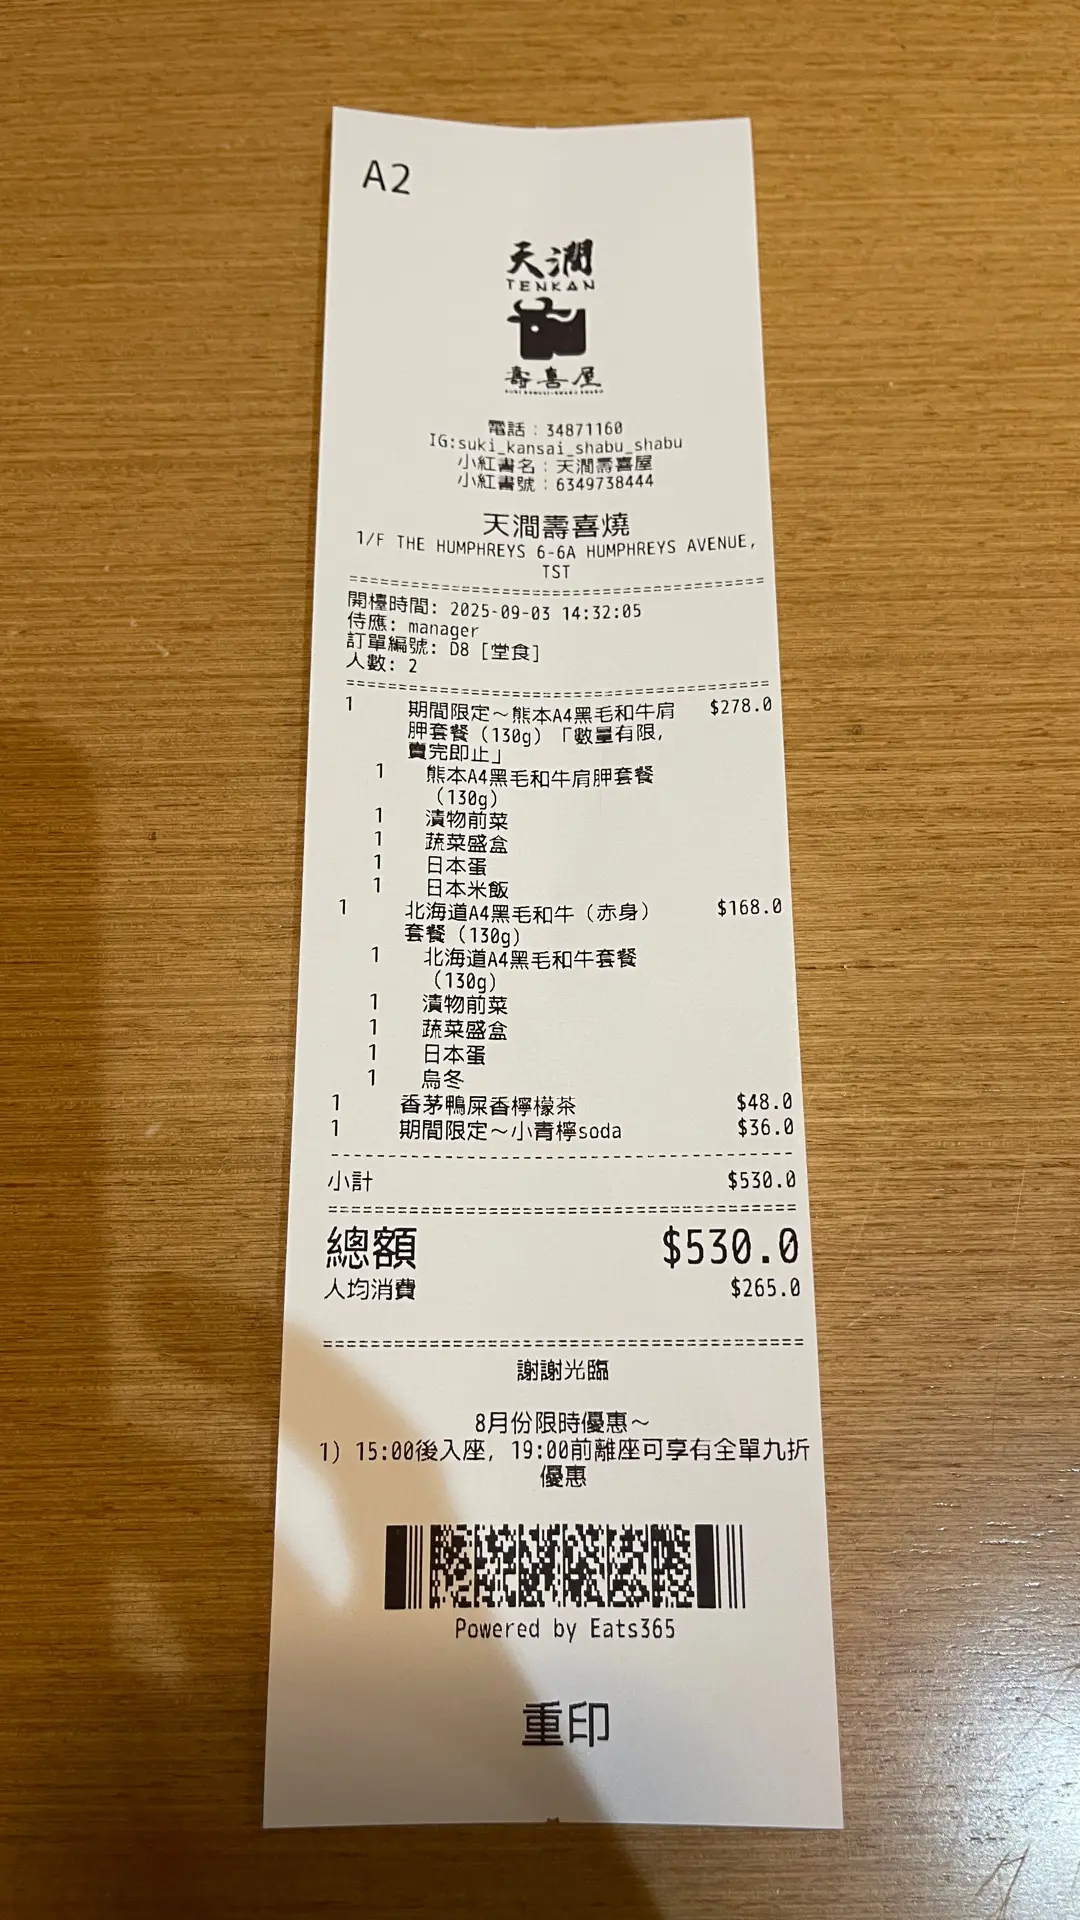 A2
天澗
TENKAN
壽喜屋
電話：34871160
IG:suki_kansai_shabu_shabu
小紅書名：天澗壽喜屋
小紅書號：6349738444
天澗壽喜燒
1/F THE HUMPHREYS 6-6A HUMPHREYS AVENUE,
TST
開檯時間: 2025-09-03 14:32:05
侍應: manager
訂單編號: D8 [堂食]
人數: 2
1 期間限定～熊本A4黑毛和牛肩 $278.0
胛套餐（130g）「數量有限,
賣完即止」
1 熊本A4黑毛和牛肩胛套餐
（130g）
1 漬物前菜
1 蔬菜盛盒
1 日本蛋
1 日本米飯
1 北海道A4黑毛和牛（赤身） $168.0
套餐（130g）
1 北海道A4黑毛和牛套餐
（130g）
1 漬物前菜
1 蔬菜盛盒
1 日本蛋
1 烏冬
1 香茅鴨屎香檸檬茶 $48.0
1 期間限定～小青檸soda $36.0
小計 $530.0
總額 $530.0
人均消費 $265.0
謝謝光臨
8月份限時優惠～
1) 15:00後入座, 19:00前離座可享有全單九折
優惠
Powered by Eats365
重印